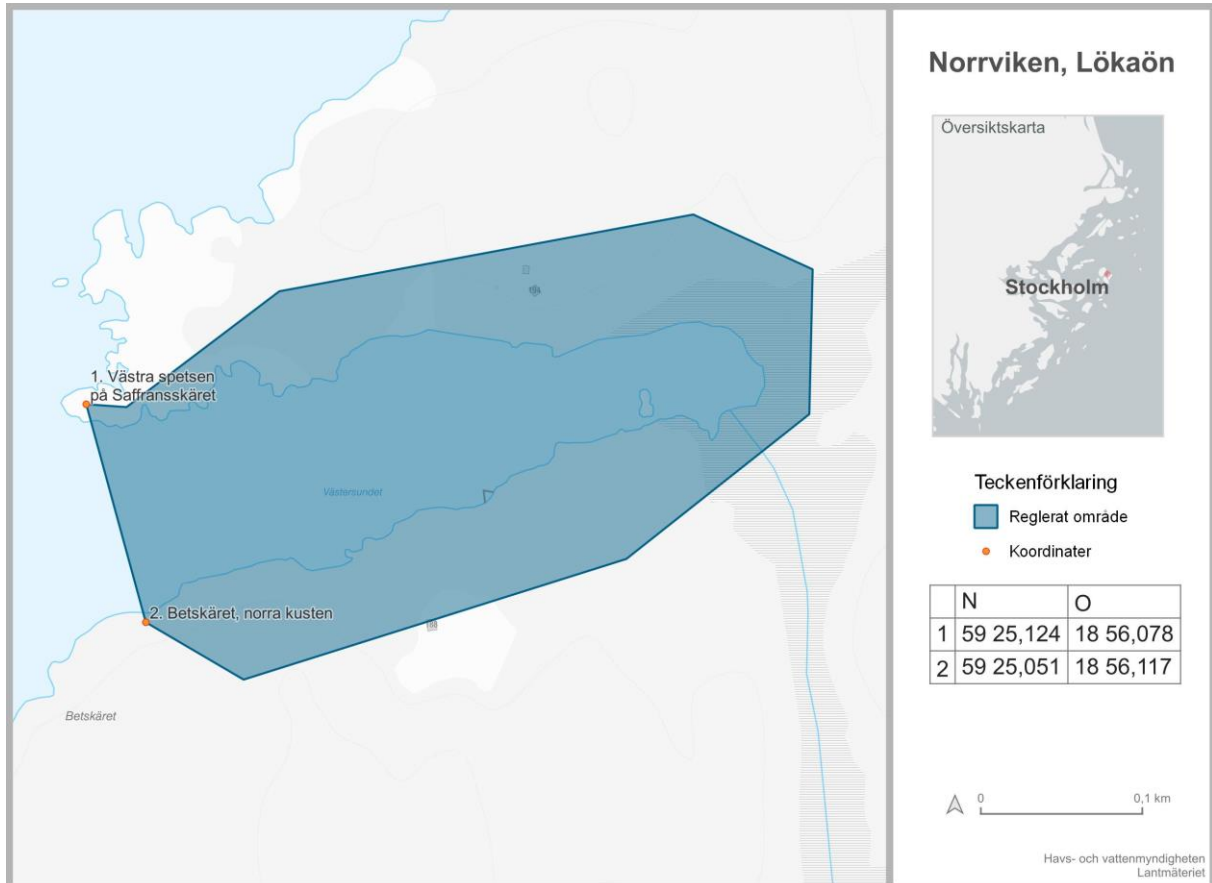 Norrviken, Lökaön
Översiktskarta
Stockholm
1. Västra spetsen
på Saffransskäret
Västersundet
2. Betskäret, norra kusten
Betskäret
Teckenförklaring
Reglerat område
Koordinater
N O
1 59 25,124 18 56,078
2 59 25,051 18 56,117
0 0,1 km
Havs- och vattenmyndigheten
Lantmäteriet